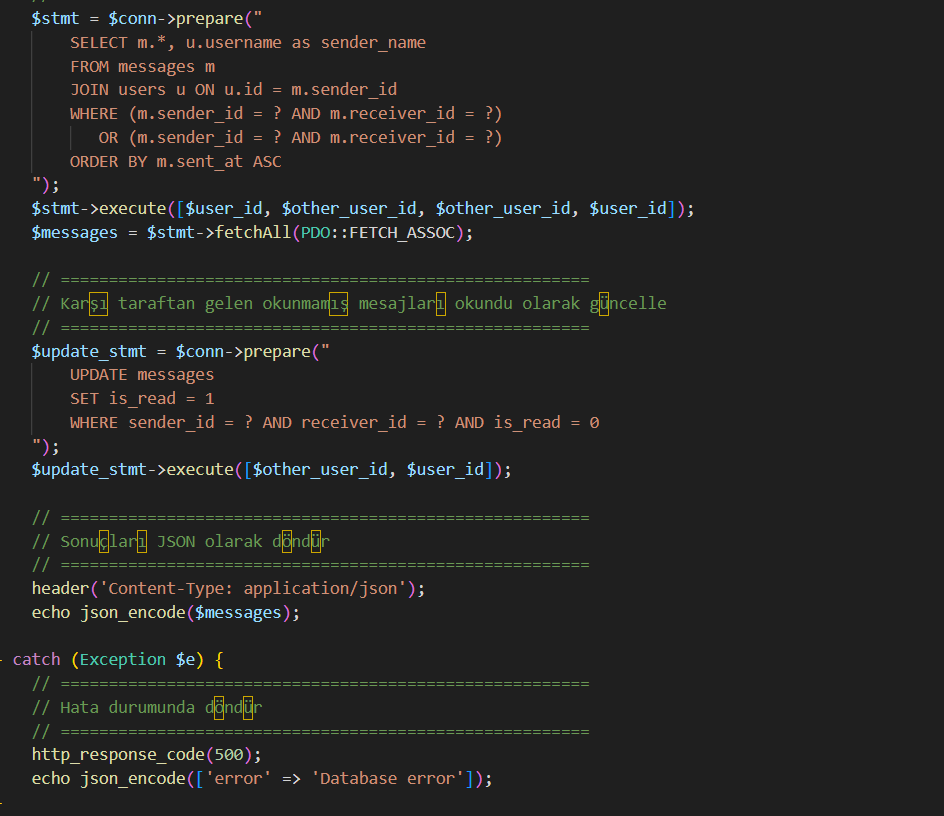 $stmt = $conn->prepare("
SELECT m.*, u.username as sender_name
FROM messages m
JOIN users u ON u.id = m.sender_id
WHERE (m.sender_id = ? AND m.receiver_id = ?)
OR (m.sender_id = ? AND m.receiver_id = ?)
ORDER BY m.sent_at ASC
");
$stmt->execute([$user_id, $other_user_id, $other_user_id, $user_id]);
$messages = $stmt->fetchAll(PDO::FETCH_ASSOC);
// =======================================================
// Karşı taraftan gelen okunmamış mesajları okundu olarak güncelle
// =======================================================
$update_stmt = $conn->prepare("
UPDATE messages
SET is_read = 1
WHERE sender_id = ? AND receiver_id = ? AND is_read = 0
");
$update_stmt->execute([$other_user_id, $user_id]);
// =======================================================
// Sonuçları JSON olarak döndür
// =======================================================
header('Content-Type: application/json');
echo json_encode($messages);
catch (Exception $e) {
// =======================================================
// Hata durumunda döndür
// =======================================================
http_response_code(500);
echo json_encode(['error' => 'Database error']);